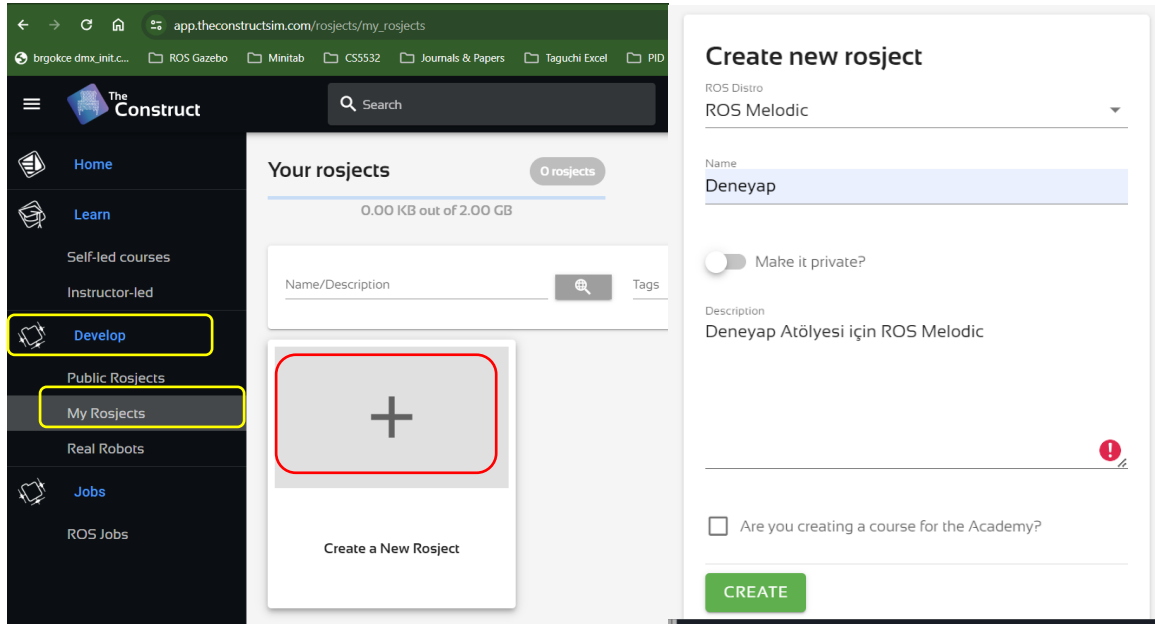 app.theconstructsim.com/rosjects/my_rosjects
brgokce dmx_init.c... ROS Gazebo Minitab CS5532 Journals & Papers Taguchi Excel PID
The Construct
Search
Home
Learn
Self-led courses
Instructor-led
Develop
Public Rosjects
My Rosjects
Real Robots
Jobs
ROS Jobs
Your rosjects
0 rosjects
0.00 KB out of 2.00 GB
Name/Description
Tags
Create a New Rosject
Create new rosject
ROS Distro
ROS Melodic
Name
Deneyap
Make it private?
Description
Deneyap Atölyesi için ROS Melodic
Are you creating a course for the Academy?
CREATE